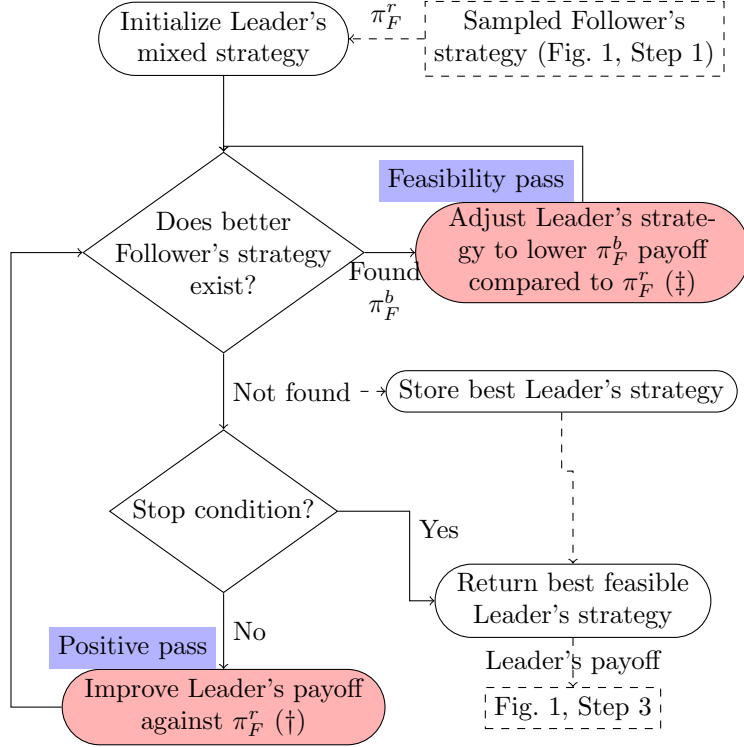 Initialize Leader's
mixed strategy
π_F^r
Sampled Follower's
strategy (Fig. 1, Step 1)
Feasibility pass
Does better
Follower's strategy
exist?
Found
π_F^b
Adjust Leader's strate-
gy to lower π_F^b payoff
compared to π_F^r (‡)
Not found
Store best Leader's strategy
Stop condition?
Yes
Return best feasible
Leader's strategy
No
Positive pass
Leader's payoff
Improve Leader's payoff
against π_F^r (†)
Fig. 1, Step 3